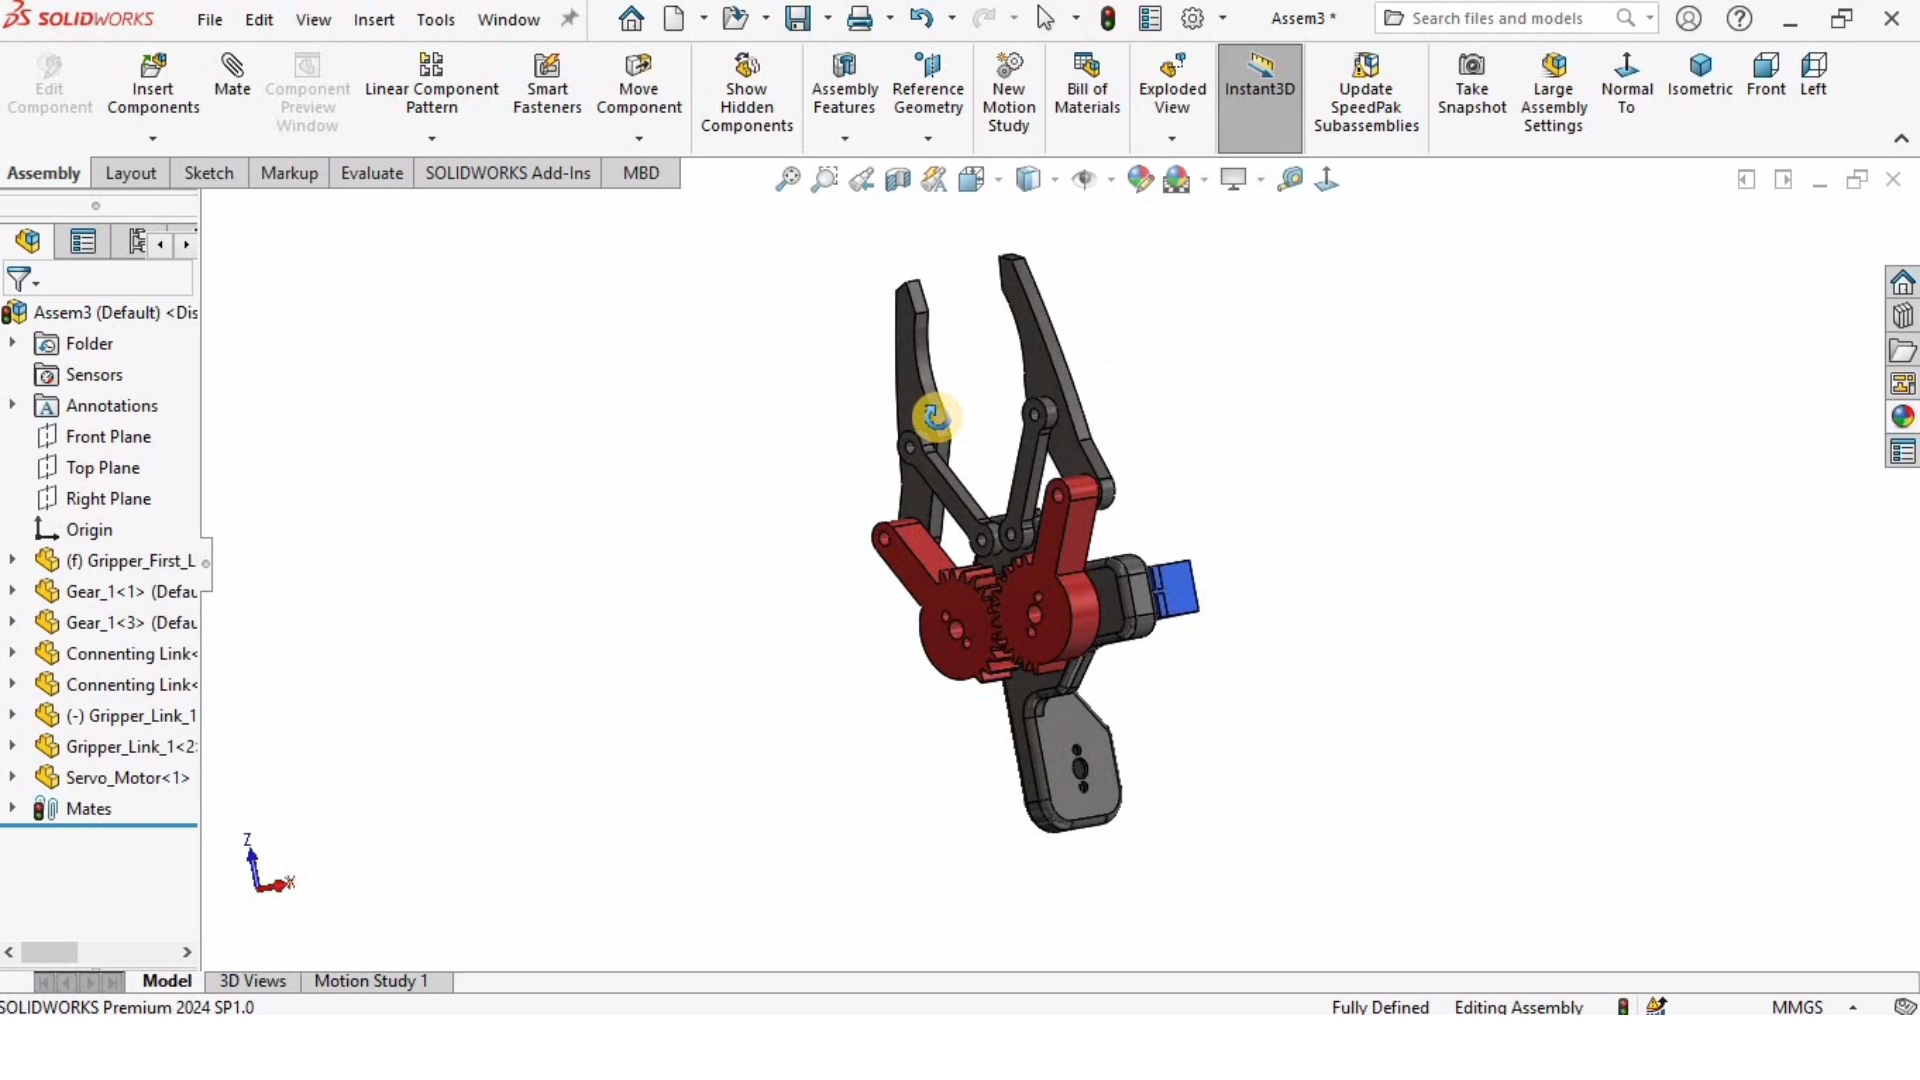 SOLIDWORKS File Edit View Insert Tools Window Assem3 * Search files and models
Edit Component
Insert Components
Mate
Component Preview Window
Linear Component Pattern
Smart Fasteners
Move Component
Show Hidden Components
Assembly Features
Reference Geometry
New Motion Study
Bill of Materials
Exploded View
Instant3D
Update SpeedPak Subassemblies
Take Snapshot
Large Assembly Settings
Normal To
Isometric
Front
Left
Assembly Layout Sketch Markup Evaluate SOLIDWORKS Add-Ins MBD
Assem3 (Default) <Dis
Folder
Sensors
Annotations
Front Plane
Top Plane
Right Plane
Origin
(f) Gripper_First_L
Gear_1<1> (Defau
Gear_1<3> (Defau
Connenting Link<
Connenting Link<
(-) Gripper_Link_1
Gripper_Link_1<2>
Servo_Motor<1>
Mates
Z
X
Model 3D Views Motion Study 1
SOLIDWORKS Premium 2024 SP1.0 Fully Defined Editing Assembly MMGS